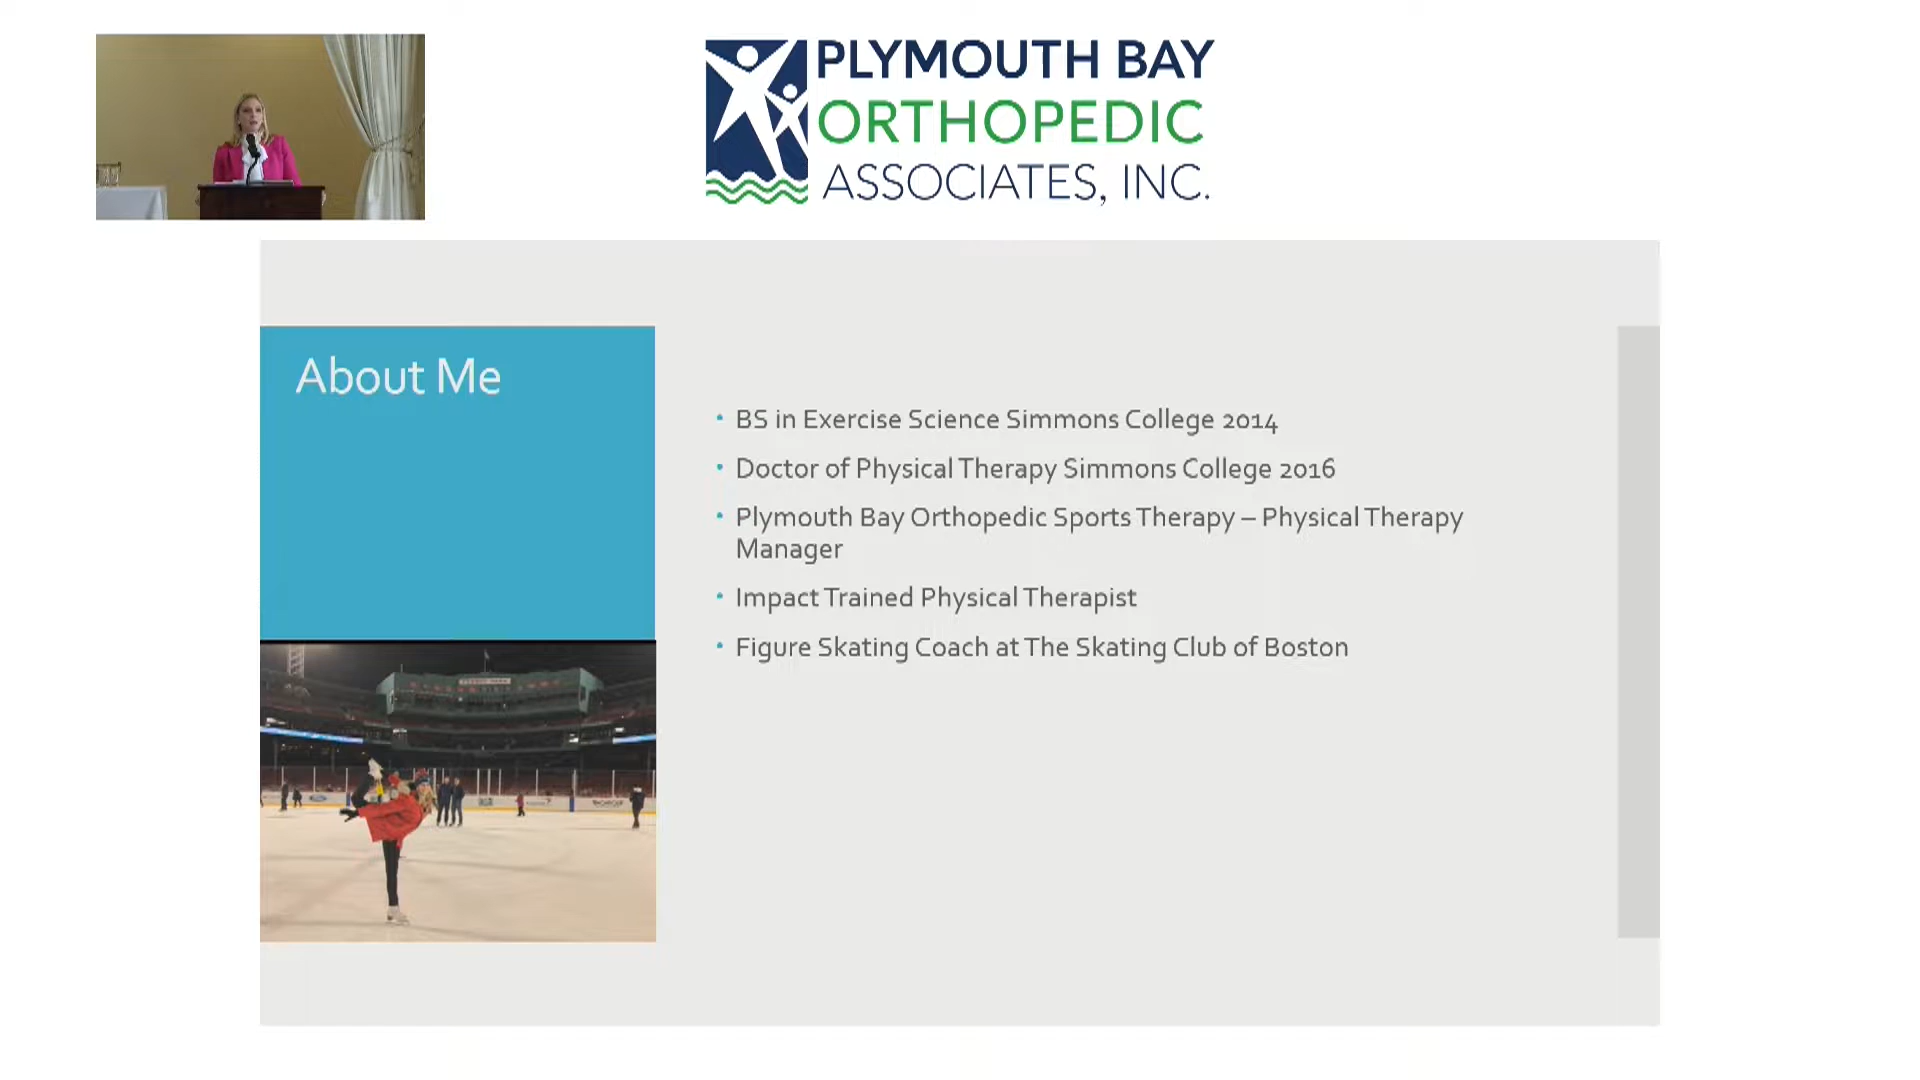 PLYMOUTH BAY
ORTHOPEDIC
ASSOCIATES, INC.
About Me
• BS in Exercise Science Simmons College 2014
• Doctor of Physical Therapy Simmons College 2016
• Plymouth Bay Orthopedic Sports Therapy – Physical Therapy
Manager
• Impact Trained Physical Therapist
• Figure Skating Coach at The Skating Club of Boston